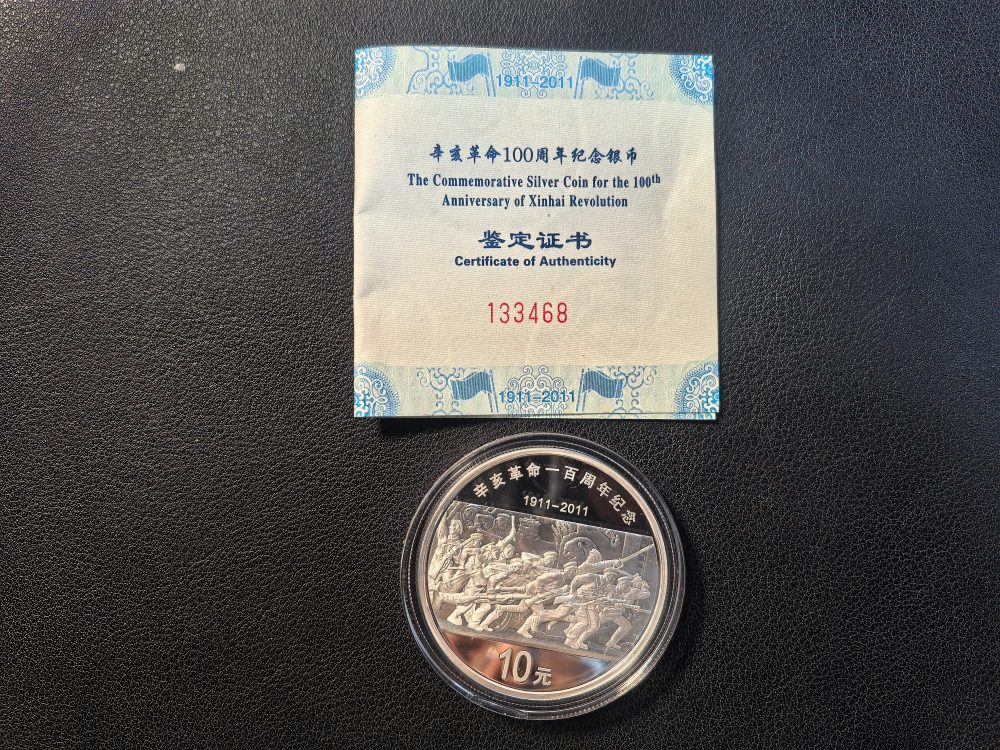 1911-2011
辛亥革命100周年纪念银币
The Commemorative Silver Coin for the 100th
Anniversary of Xinhai Revolution
鉴定证书
Certificate of Authenticity
133468
1911-2011
辛亥革命一百周年纪念
1911-2011
10元